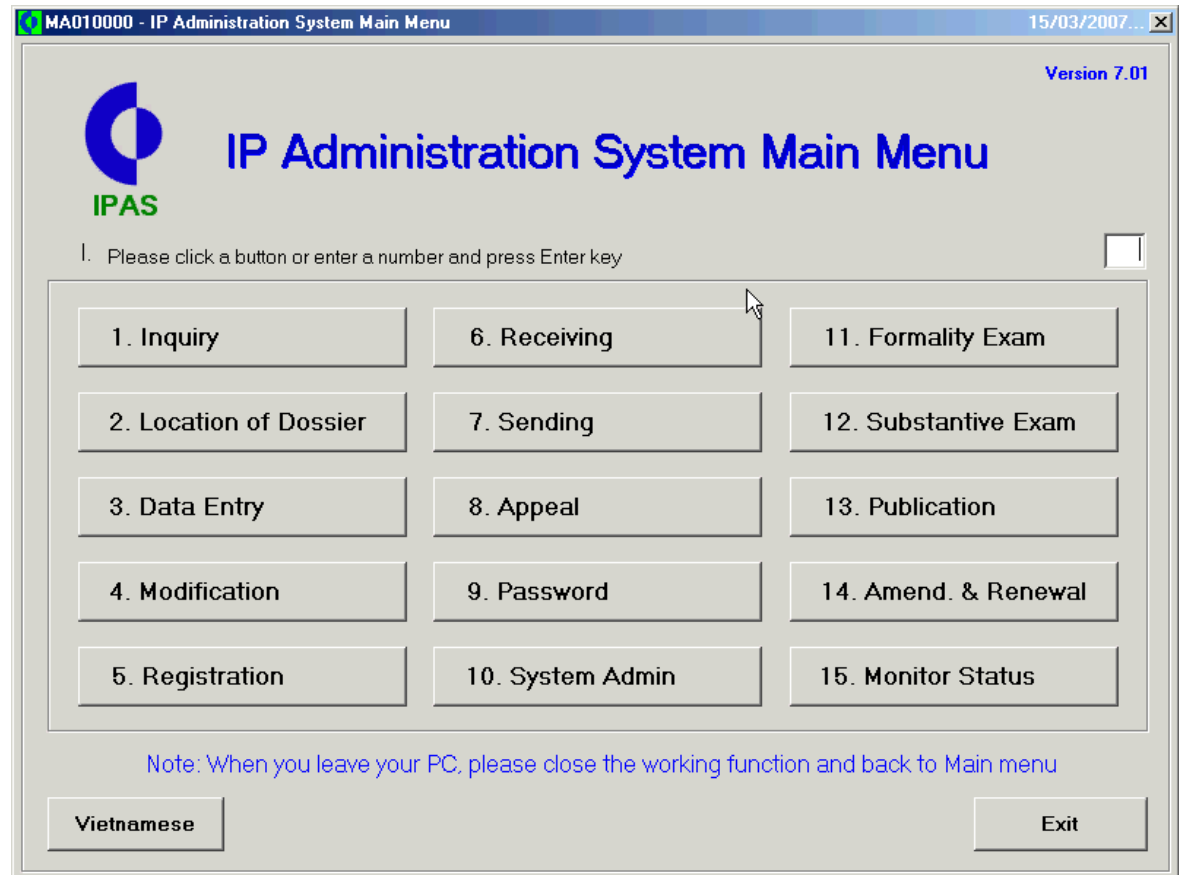 MA010000 - IP Administration System Main Menu 15/03/2007...
Version 7.01
IP Administration System Main Menu
IPAS
I. Please click a button or enter a number and press Enter key
1. Inquiry
6. Receiving
11. Formality Exam
2. Location of Dossier
7. Sending
12. Substantive Exam
3. Data Entry
8. Appeal
13. Publication
4. Modification
9. Password
14. Amend. & Renewal
5. Registration
10. System Admin
15. Monitor Status
Note: When you leave your PC, please close the working function and back to Main menu
Vietnamese
Exit